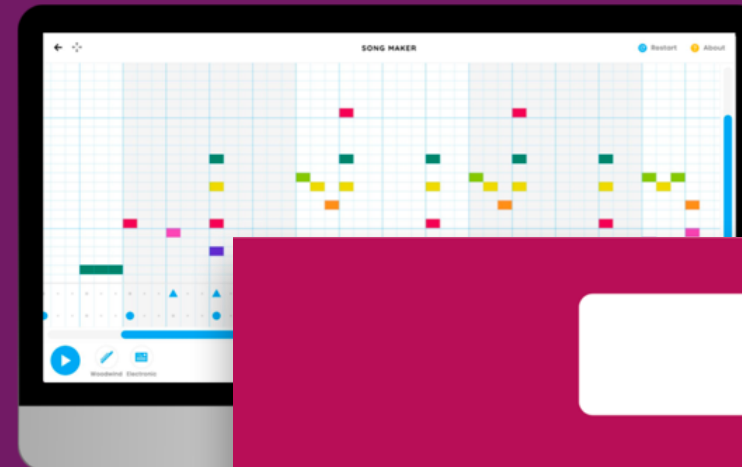 SONG MAKER
Restart
About
Woodwind
Electronic